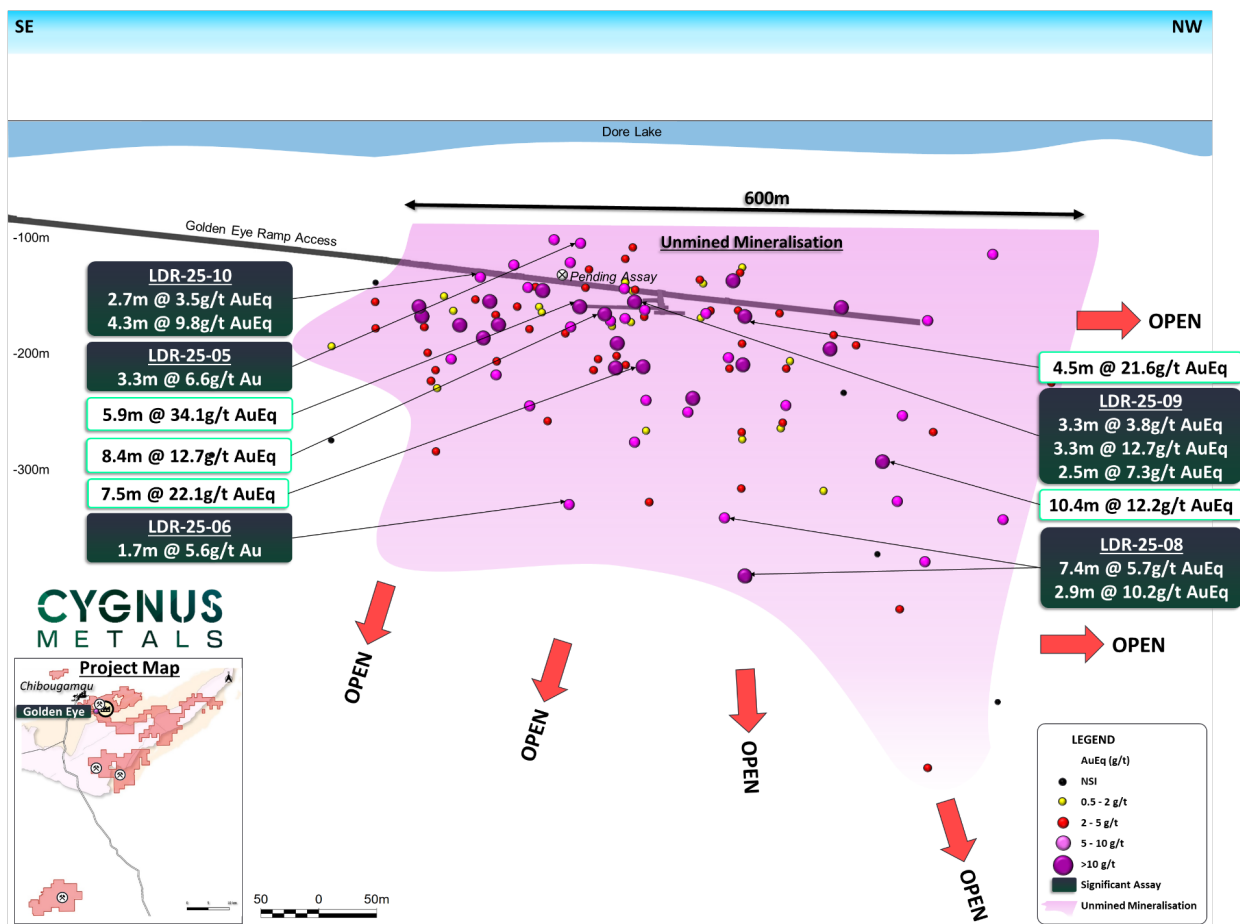 SE
NW
Dore Lake
600m
Golden Eye Ramp Access
Unmined Mineralisation
Pending Assay
-100m
-200m
-300m
LDR-25-10
2.7m @ 3.5g/t AuEq
4.3m @ 9.8g/t AuEq
LDR-25-05
3.3m @ 6.6g/t Au
5.9m @ 34.1g/t AuEq
8.4m @ 12.7g/t AuEq
7.5m @ 22.1g/t AuEq
LDR-25-06
1.7m @ 5.6g/t Au
OPEN
4.5m @ 21.6g/t AuEq
LDR-25-09
3.3m @ 3.8g/t AuEq
3.3m @ 12.7g/t AuEq
2.5m @ 7.3g/t AuEq
10.4m @ 12.2g/t AuEq
LDR-25-08
7.4m @ 5.7g/t AuEq
2.9m @ 10.2g/t AuEq
OPEN
OPEN
OPEN
OPEN
OPEN
CYGNUS
METALS
Project Map
Chibougamau
Golden Eye
50 0 50m
LEGEND
AuEq (g/t)
NSI
0.5 - 2 g/t
2 - 5 g/t
5 - 10 g/t
>10 g/t
Significant Assay
Unmined Mineralisation